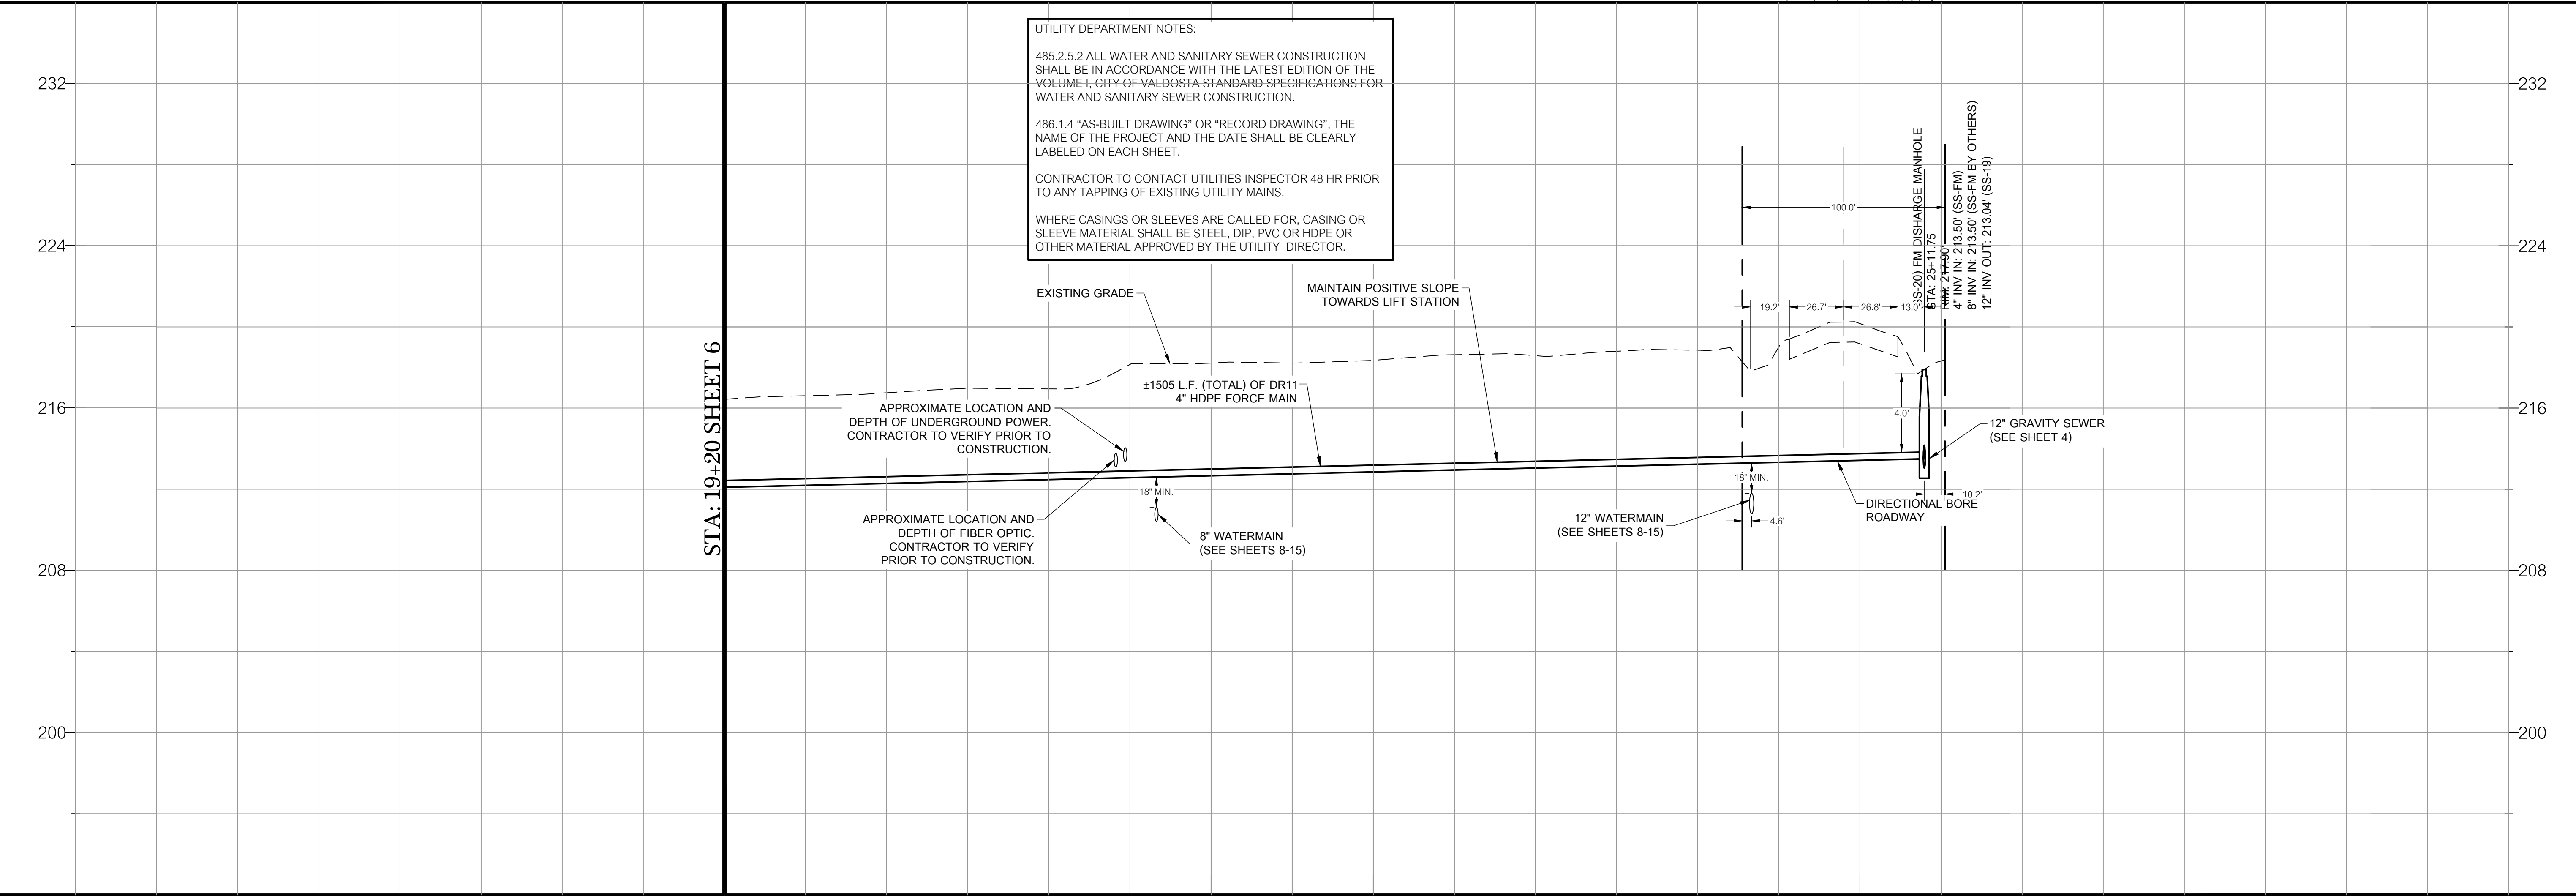 UTILITY DEPARTMENT NOTES:
485.2.5.2 ALL WATER AND SANITARY SEWER CONSTRUCTION
SHALL BE IN ACCORDANCE WITH THE LATEST EDITION OF THE
VOLUME I, CITY OF VALDOSTA STANDARD SPECIFICATIONS FOR
WATER AND SANITARY SEWER CONSTRUCTION.
486.1.4 “AS-BUILT DRAWING” OR “RECORD DRAWING”, THE
NAME OF THE PROJECT AND THE DATE SHALL BE CLEARLY
LABELED ON EACH SHEET.
CONTRACTOR TO CONTACT UTILITIES INSPECTOR 48 HR PRIOR
TO ANY TAPPING OF EXISTING UTILITY MAINS.
WHERE CASINGS OR SLEEVES ARE CALLED FOR, CASING OR
SLEEVE MATERIAL SHALL BE STEEL, DIP, PVC OR HDPE OR
OTHER MATERIAL APPROVED BY THE UTILITY DIRECTOR.
232
224
216
208
200
STA: 19+20 SHEET 6
EXISTING GRADE
MAINTAIN POSITIVE SLOPE
TOWARDS LIFT STATION
±1505 L.F. (TOTAL) OF DR11
4" HDPE FORCE MAIN
APPROXIMATE LOCATION AND
DEPTH OF UNDERGROUND POWER.
CONTRACTOR TO VERIFY PRIOR TO
CONSTRUCTION.
APPROXIMATE LOCATION AND
DEPTH OF FIBER OPTIC.
CONTRACTOR TO VERIFY
PRIOR TO CONSTRUCTION.
18" MIN.
8" WATERMAIN
(SEE SHEETS 8-15)
12" WATERMAIN
(SEE SHEETS 8-15)
18" MIN.
4.6'
100.0'
19.2'
26.7'
26.8'
13.0'
SS-20) FM DISHARGE MANHOLE
STA: 25+11.75
RIM: 217.90'
4" INV IN: 213.50' (SS-FM)
8" INV IN: 213.50' (SS-FM BY OTHERS)
12" INV OUT: 213.04' (SS-19)
4.0'
12" GRAVITY SEWER
(SEE SHEET 4)
10.2'
DIRECTIONAL BORE
ROADWAY
232
224
216
208
200